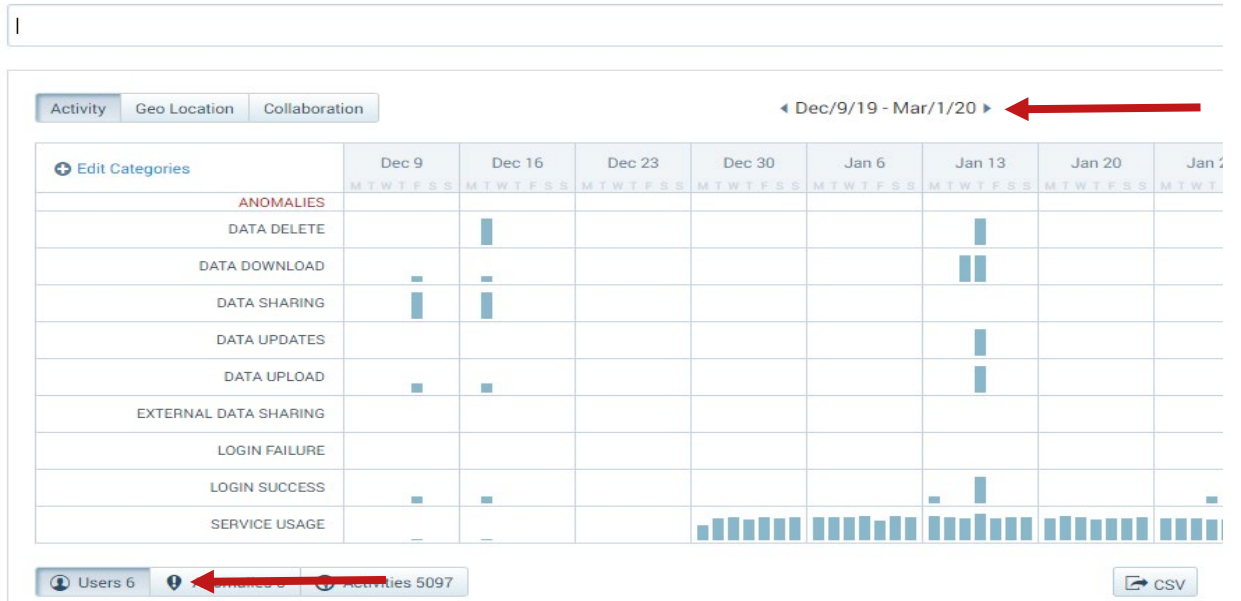 Activity Geo Location Collaboration Dec/9/19 - Mar/1/20
Edit Categories Dec 9 Dec 16 Dec 23 Dec 30 Jan 6 Jan 13 Jan 20 Jan
M T W T F S S M T W T F S S M T W T F S S M T W T F S S M T W T F S S M T W T F S S M T W T F S S M T W T
ANOMALIES
DATA DELETE
DATA DOWNLOAD
DATA SHARING
DATA UPDATES
DATA UPLOAD
EXTERNAL DATA SHARING
LOGIN FAILURE
LOGIN SUCCESS
SERVICE USAGE
Users 6 Activities 5097 CSV